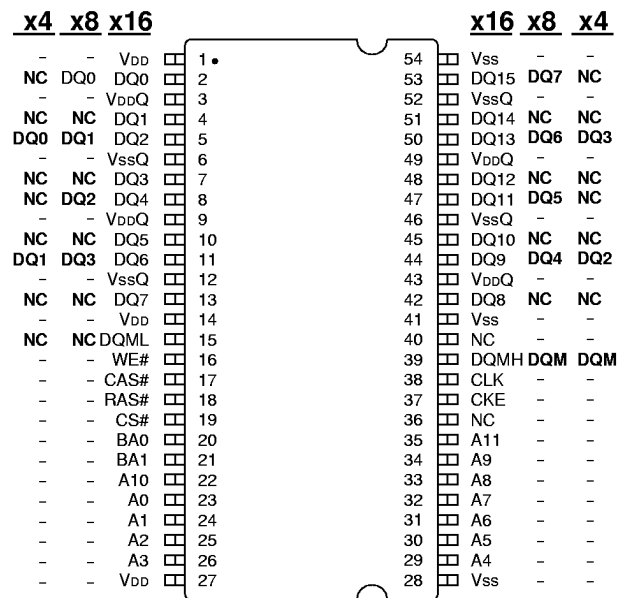 x4 x8 x16 x16 x8 x4
- - VDD 1 54 Vss - -
NC DQ0 DQ0 2 53 DQ15 DQ7 NC
- - VDDQ 3 52 VssQ - -
NC NC DQ1 4 51 DQ14 NC NC
DQ0 DQ1 DQ2 5 50 DQ13 DQ6 DQ3
- - VssQ 6 49 VDDQ - -
NC NC DQ3 7 48 DQ12 NC NC
NC DQ2 DQ4 8 47 DQ11 DQ5 NC
- - VDDQ 9 46 VssQ - -
NC NC DQ5 10 45 DQ10 NC NC
DQ1 DQ3 DQ6 11 44 DQ9 DQ4 DQ2
- - VssQ 12 43 VDDQ - -
NC NC DQ7 13 42 DQ8 NC NC
- - VDD 14 41 Vss - -
NC NC DQML 15 40 NC - -
- - WE# 16 39 DQMH DQM DQM
- - CAS# 17 38 CLK - -
- - RAS# 18 37 CKE - -
- - CS# 19 36 NC - -
- - BA0 20 35 A11 - -
- - BA1 21 34 A9 - -
- - A10 22 33 A8 - -
- - A0 23 32 A7 - -
- - A1 24 31 A6 - -
- - A2 25 30 A5 - -
- - A3 26 29 A4 - -
- - VDD 27 28 Vss - -